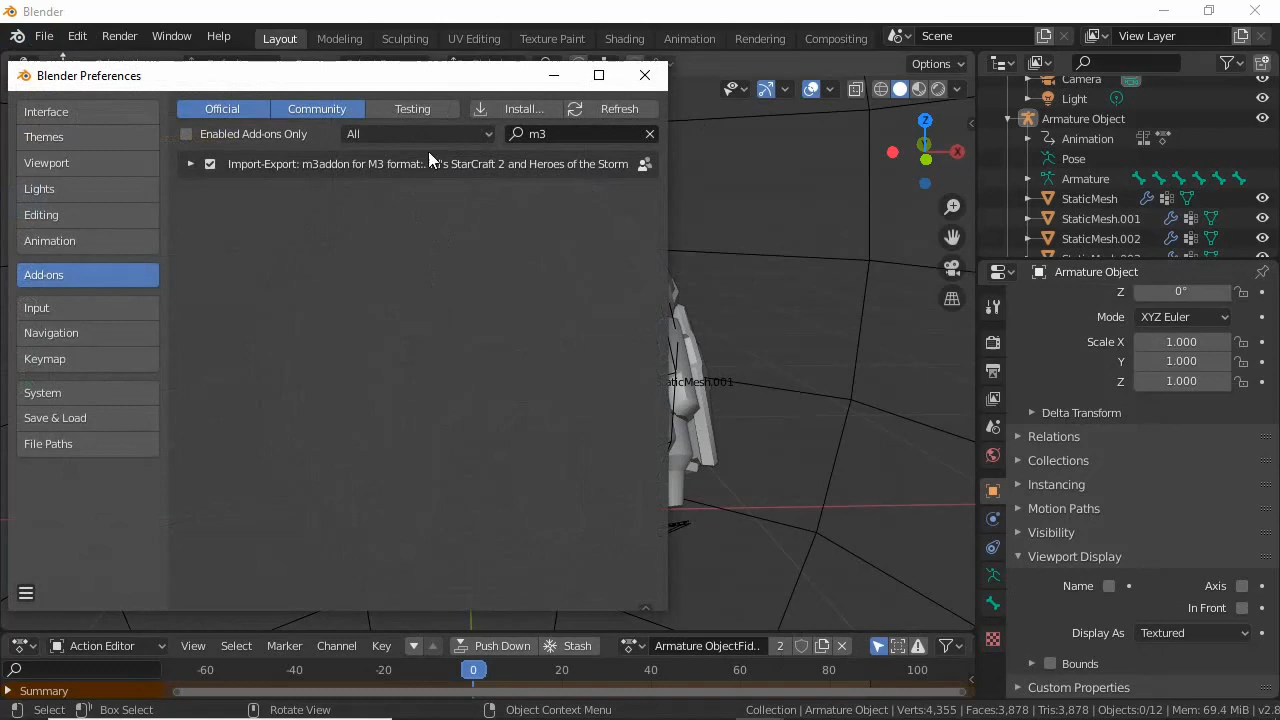 Blender
File Edit Render Window Help
Layout Modeling Sculpting UV Editing Texture Paint Shading Animation Rendering Compositing
Scene View Layer
Options
Blender Preferences
Interface
Themes
Viewport
Lights
Editing
Animation
Add-ons
Input
Navigation
Keymap
System
Save & Load
File Paths
Official Community Testing Install... Refresh
Enabled Add-ons Only All m3
Import-Export: m3addon for M3 format: 's StarCraft 2 and Heroes of the Storm
Z
X
aticMesh.001
Camera
Light
Armature Object
Animation
Pose
Armature
StaticMesh
StaticMesh.001
StaticMesh.002
Armature Object
Z 0°
Mode XYZ Euler
Scale X 1.000
Y 1.000
Z 1.000
Delta Transform
Relations
Collections
Instancing
Motion Paths
Visibility
Viewport Display
Name Axis
In Front
Display As Textured
Bounds
Custom Properties
Action Editor View Select Marker Channel Key Push Down Stash Armature ObjectFid.. 2
-60 -40 -20 0 20 40 60 80 100
Summary
Select Box Select Rotate View Object Context Menu
Collection | Armature Object | Verts:4,355 | Faces:3,878 | Tris:3,878 | Objects:0/12 | Mem: 69.4 MiB | v2.8